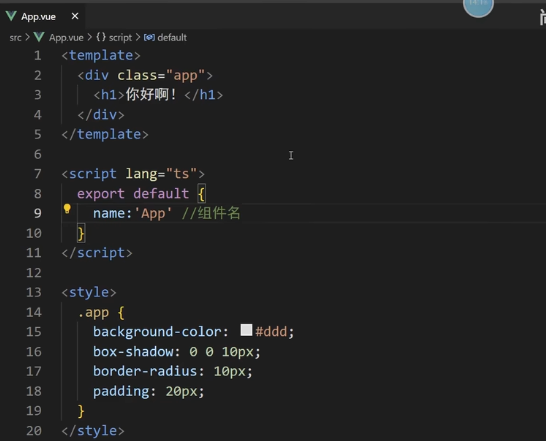 App.vue ×
src > App.vue > {} script > default
1 <template>
2 <div class="app">
3 <h1>你好啊！</h1>
4 </div>
5 </template>
6
7 <script lang="ts">
8 export default {
9 name:'App' //组件名
10 }
11 </script>
12
13 <style>
14 .app {
15 background-color: #ddd;
16 box-shadow: 0 0 10px;
17 border-radius: 10px;
18 padding: 20px;
19 }
20 </style>